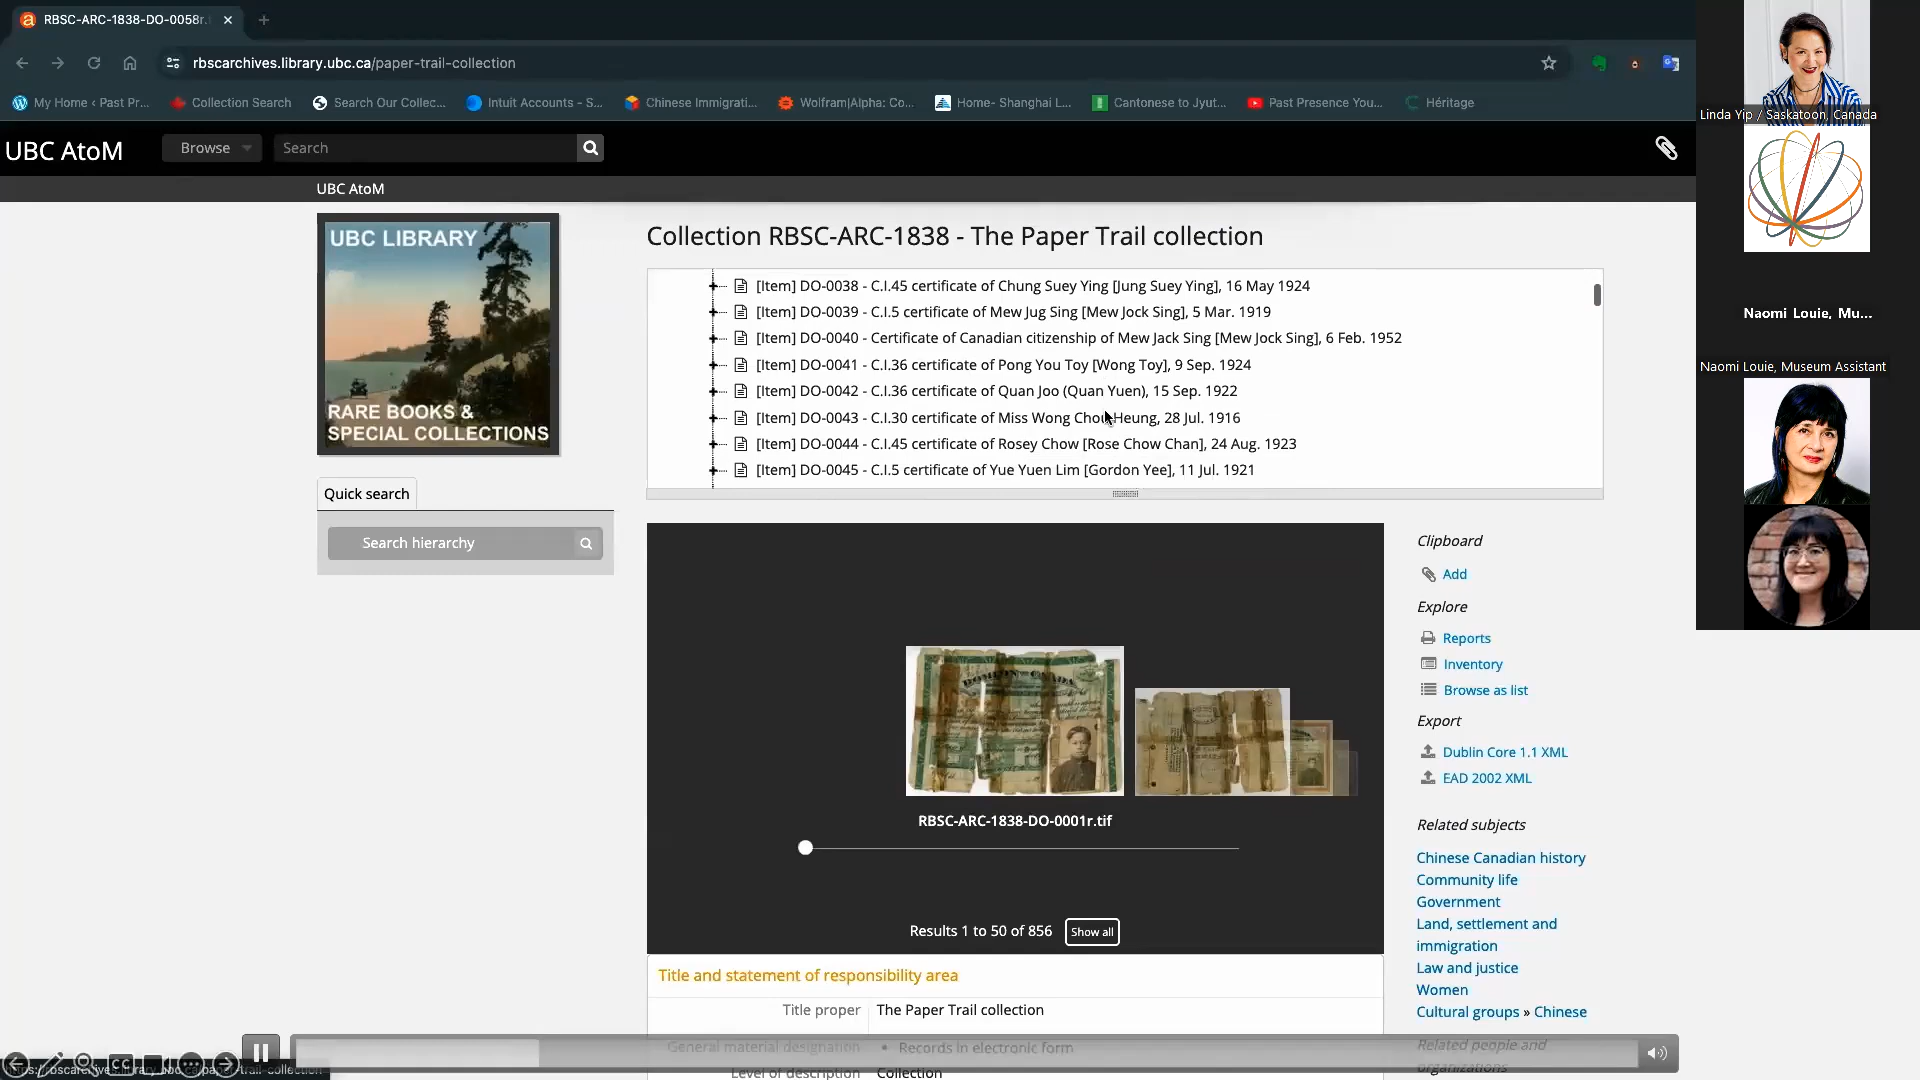 RBSC-ARC-1838-DO-0058r.
rbscarchives.library.ubc.ca/paper-trail-collection
My Home ‹ Past Pr...
Collection Search
Search Our Collec...
Intuit Accounts - S...
Chinese Immigrati...
Wolfram|Alpha: Co...
Home- Shanghai L...
Cantonese to Jyut...
Past Presence You...
Héritage
UBC AtoM
Browse
Search
UBC AtoM
UBC LIBRARY
RARE BOOKS &
SPECIAL COLLECTIONS
Quick search
Search hierarchy
Collection RBSC-ARC-1838 - The Paper Trail collection
[Item] DO-0038 - C.I.45 certificate of Chung Suey Ying [Jung Suey Ying], 16 May 1924
[Item] DO-0039 - C.I.5 certificate of Mew Jug Sing [Mew Jock Sing], 5 Mar. 1919
[Item] DO-0040 - Certificate of Canadian citizenship of Mew Jack Sing [Mew Jock Sing], 6 Feb. 1952
[Item] DO-0041 - C.I.36 certificate of Pong You Toy [Wong Toy], 9 Sep. 1924
[Item] DO-0042 - C.I.36 certificate of Quan Joo (Quan Yuen), 15 Sep. 1922
[Item] DO-0043 - C.I.30 certificate of Miss Wong Chou Heung, 28 Jul. 1916
[Item] DO-0044 - C.I.45 certificate of Rosey Chow [Rose Chow Chan], 24 Aug. 1923
[Item] DO-0045 - C.I.5 certificate of Yue Yuen Lim [Gordon Yee], 11 Jul. 1921
DOMINION CANADA
RBSC-ARC-1838-DO-0001r.tif
Results 1 to 50 of 856
Show all
Title and statement of responsibility area
Title proper
The Paper Trail collection
General material designation
• Records in electronic form
Level of description
Collection
Clipboard
Add
Explore
Reports
Inventory
Browse as list
Export
Dublin Core 1.1 XML
EAD 2002 XML
Related subjects
Chinese Canadian history
Community life
Government
Land, settlement and
immigration
Law and justice
Women
Cultural groups » Chinese
Related people and
organizations
CC
https://rbscarchives.library.ubc.ca/paper-trail-collection
Linda Yip / Saskatoon, Canada
Naomi Louie, Mu...
Naomi Louie, Museum Assistant